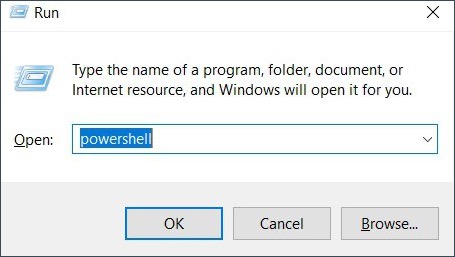 Run
Type the name of a program, folder, document, or
Internet resource, and Windows will open it for you.
Open: powershell
OK Cancel Browse...